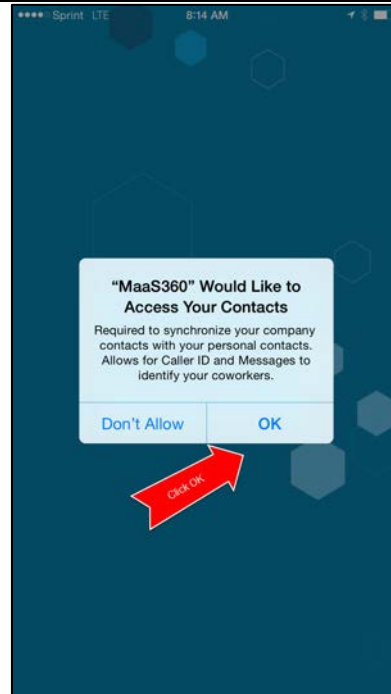 Sprint LTE 8:14 AM
“MaaS360” Would Like to
Access Your Contacts
Required to synchronize your company
contacts with your personal contacts.
Allows for Caller ID and Messages to
identify your coworkers.
Don't Allow OK
Click OK